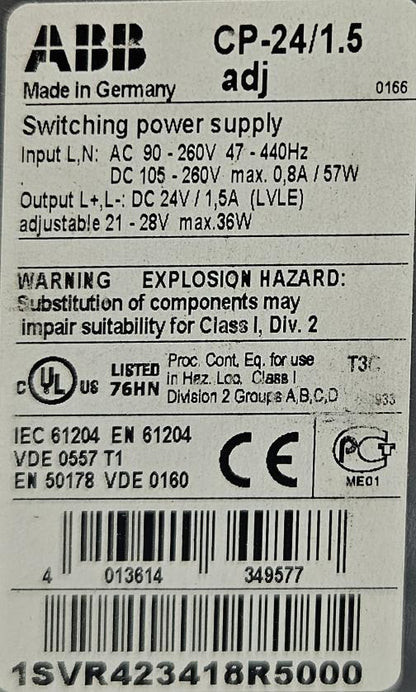 ABB
CP-24/1.5
adj
Made in Germany
0166
Switching power supply
Input L,N: AC 90 - 260V 47 - 440Hz
DC 105 - 260V max. 0,8A / 57W
Output L+,L-: DC 24V / 1,5A (LVLE)
adjustable 21 - 28V max.36W
WARNING EXPLOSION HAZARD:
Substitution of components may
impair suitability for Class I, Div. 2
C UL US
LISTED
76HN
Proc. Cont. Eq. for use
in Haz. Loc. Class I
Division 2 Groups A,B,C,D
T3C
IEC 61204 EN 61204
VDE 0557 T1
EN 50178 VDE 0160
CE
ME01
4 013614 349577
1SVR423418R5000